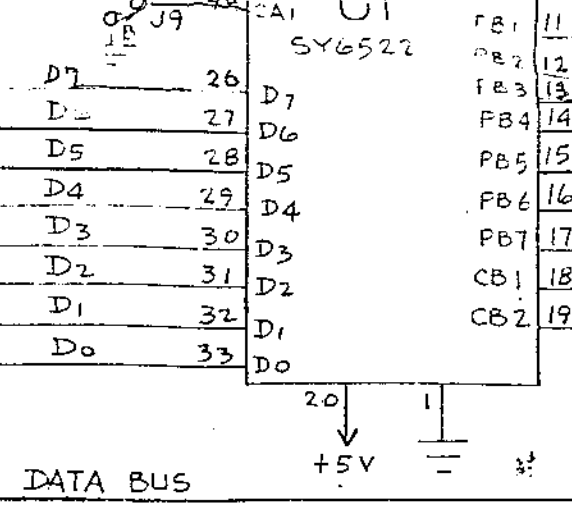 J9
1B
CA1
U1
SY6522
PB1 11
PB2 12
PB3 13
PB4 14
PB5 15
PB6 16
PB7 17
CB1 18
CB2 19
D7 26 D7
27 D6
D5 28 D5
D4 29 D4
D3 30 D3
D2 31 D2
D1 32 D1
D0 33 D0
20 1
+5V
DATA BUS